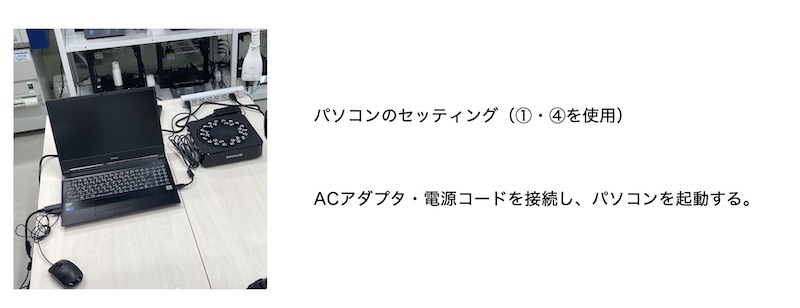 パソコンのセッティング（①・④を使用）
ACアダプタ・電源コードを接続し、パソコンを起動する。